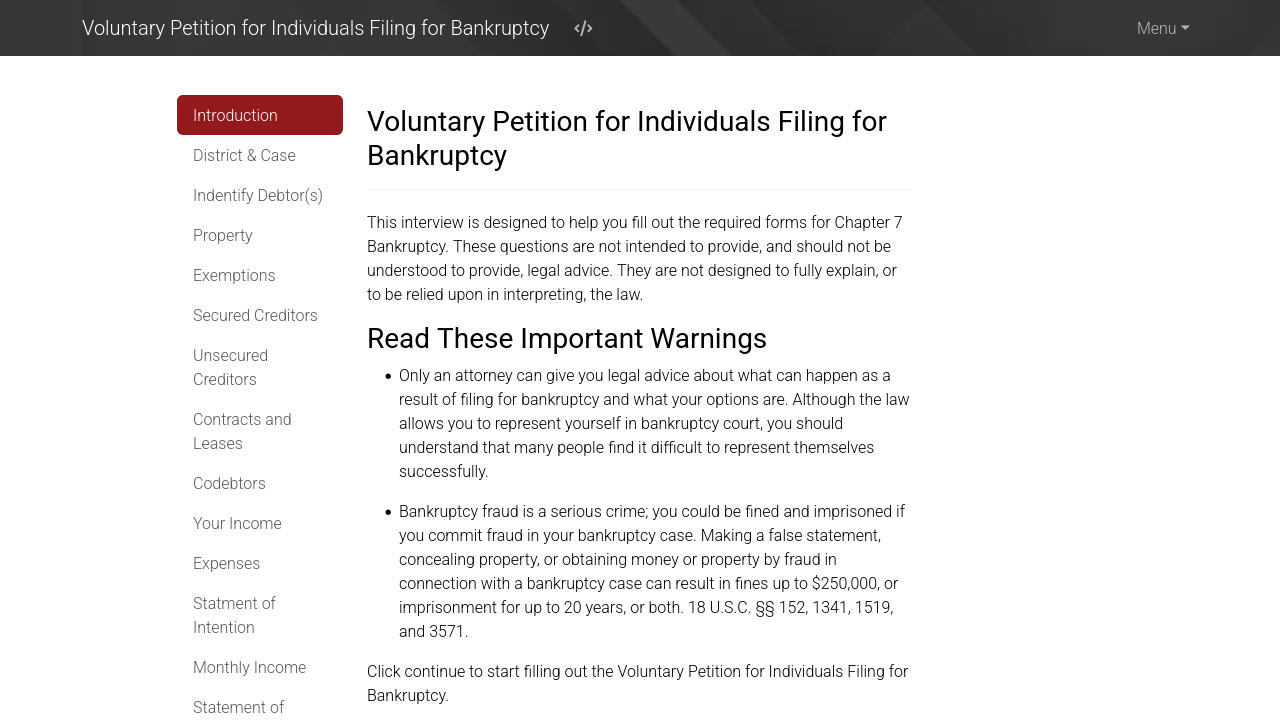 Voluntary Petition for Individuals Filing for Bankruptcy </>
Menu
Introduction
District & Case
Indentify Debtor(s)
Property
Exemptions
Secured Creditors
Unsecured
Creditors
Contracts and
Leases
Codebtors
Your Income
Expenses
Statment of
Intention
Monthly Income
Statement of
Voluntary Petition for Individuals Filing for
Bankruptcy
This interview is designed to help you fill out the required forms for Chapter 7
Bankruptcy. These questions are not intended to provide, and should not be
understood to provide, legal advice. They are not designed to fully explain, or
to be relied upon in interpreting, the law.
Read These Important Warnings
• Only an attorney can give you legal advice about what can happen as a
result of filing for bankruptcy and what your options are. Although the law
allows you to represent yourself in bankruptcy court, you should
understand that many people find it difficult to represent themselves
successfully.
• Bankruptcy fraud is a serious crime; you could be fined and imprisoned if
you commit fraud in your bankruptcy case. Making a false statement,
concealing property, or obtaining money or property by fraud in
connection with a bankruptcy case can result in fines up to $250,000, or
imprisonment for up to 20 years, or both. 18 U.S.C. §§ 152, 1341, 1519,
and 3571.
Click continue to start filling out the Voluntary Petition for Individuals Filing for
Bankruptcy.